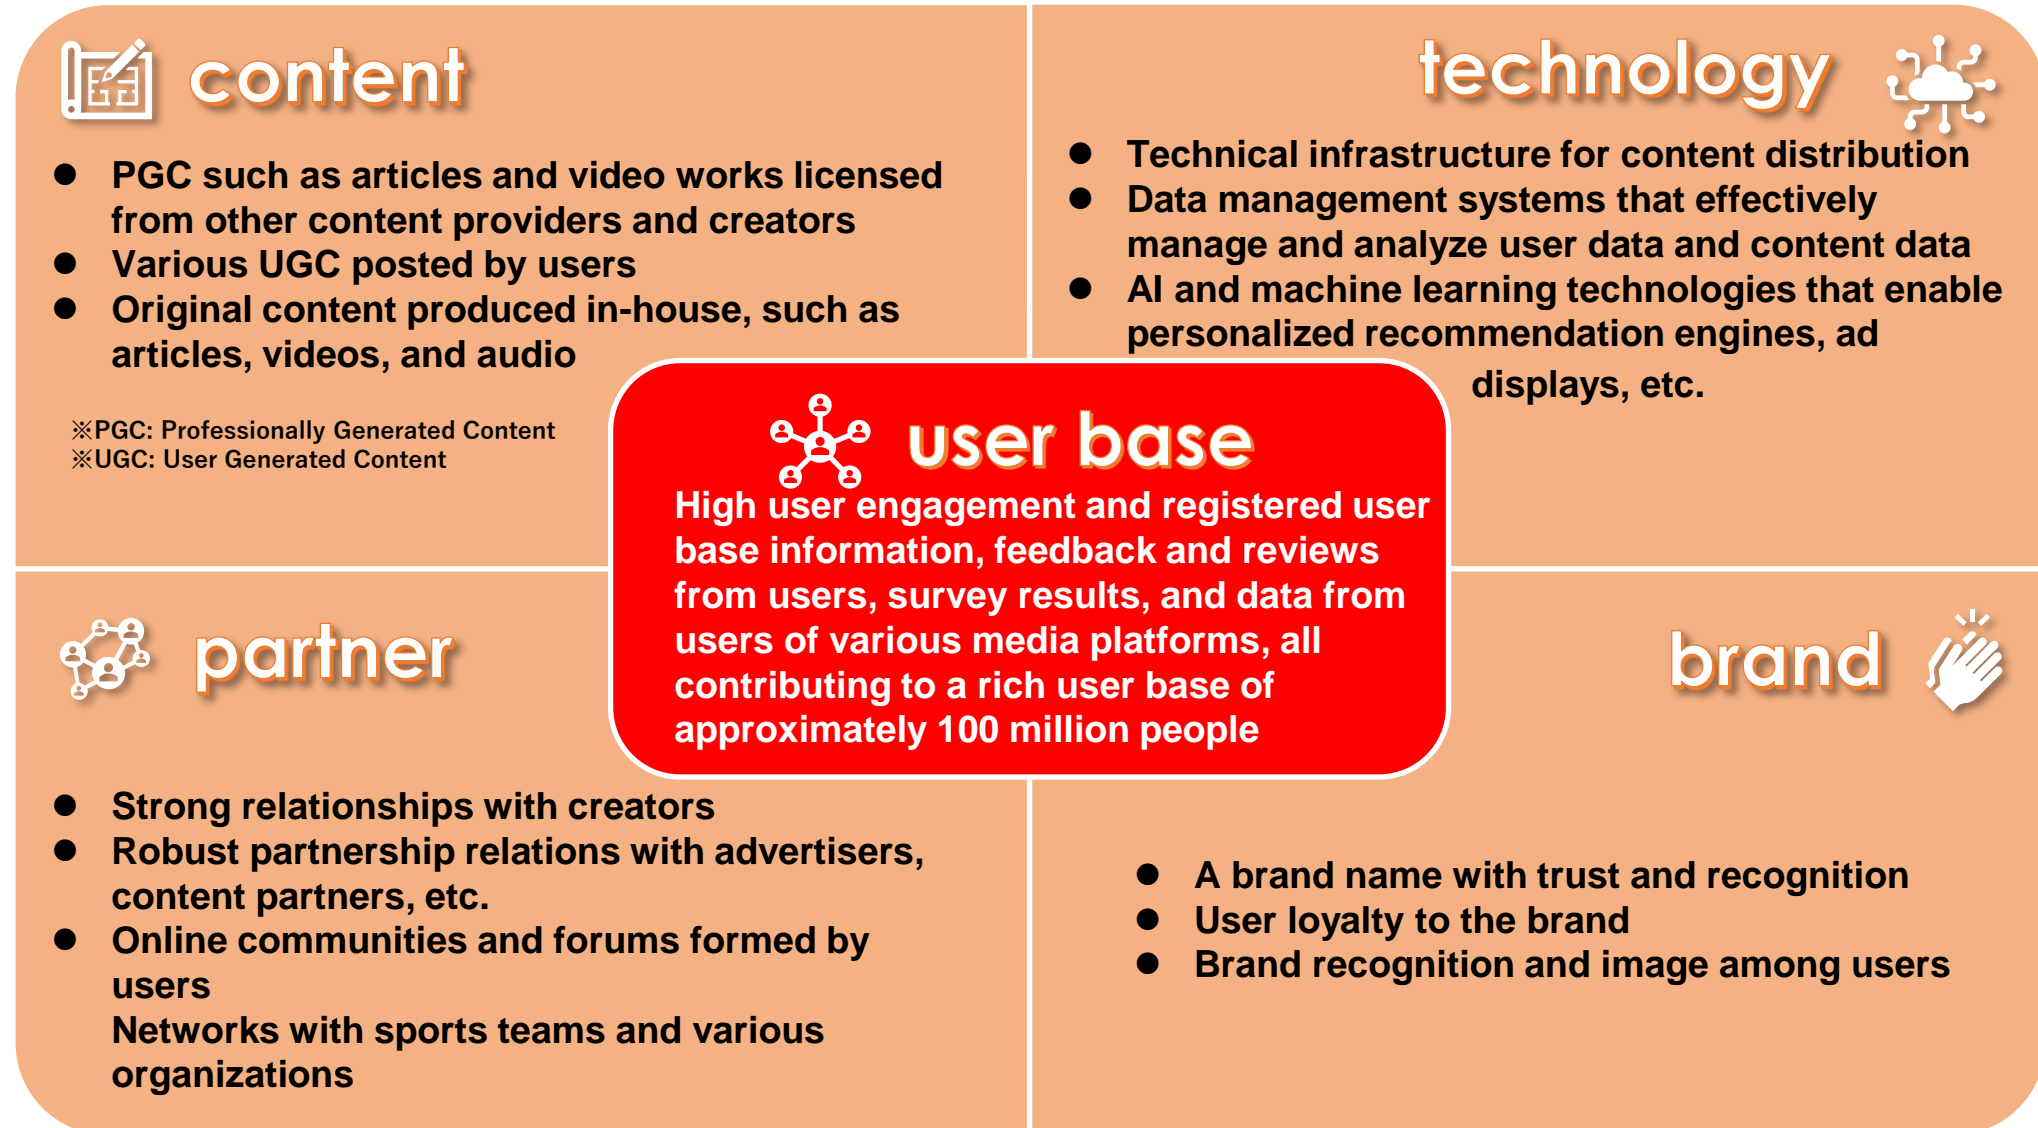 content
● PGC such as articles and video works licensed
from other content providers and creators
● Various UGC posted by users
● Original content produced in-house, such as
articles, videos, and audio
※PGC: Professionally Generated Content
※UGC: User Generated Content
technology
● Technical infrastructure for content distribution
● Data management systems that effectively
manage and analyze user data and content data
● AI and machine learning technologies that enable
personalized recommendation engines, ad
displays, etc.
user base
High user engagement and registered user
base information, feedback and reviews
from users, survey results, and data from
users of various media platforms, all
contributing to a rich user base of
approximately 100 million people
partner
● Strong relationships with creators
● Robust partnership relations with advertisers,
content partners, etc.
● Online communities and forums formed by
users
Networks with sports teams and various
organizations
brand
● A brand name with trust and recognition
● User loyalty to the brand
● Brand recognition and image among users